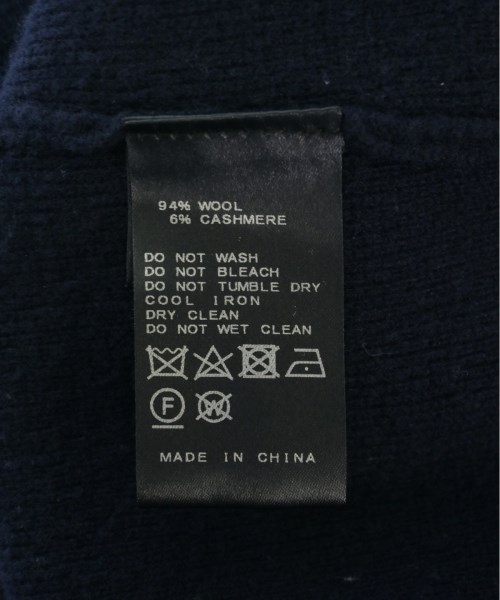 94% WOOL
6% CASHMERE
DO NOT WASH
DO NOT BLEACH
DO NOT TUMBLE DRY
COOL IRON
DRY CLEAN
DO NOT WET CLEAN
F W
MADE IN CHINA